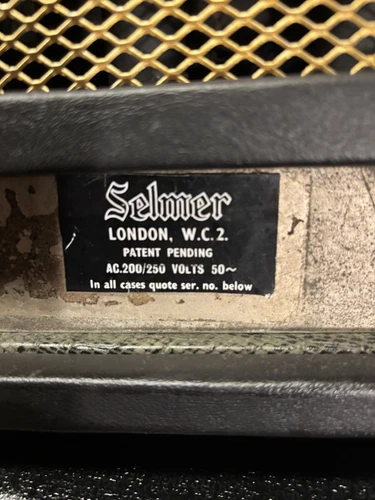 Selmer
LONDON, W.C.2.
PATENT PENDING
AC.200/250 VOLTS 50~
In all cases quote ser. no. below